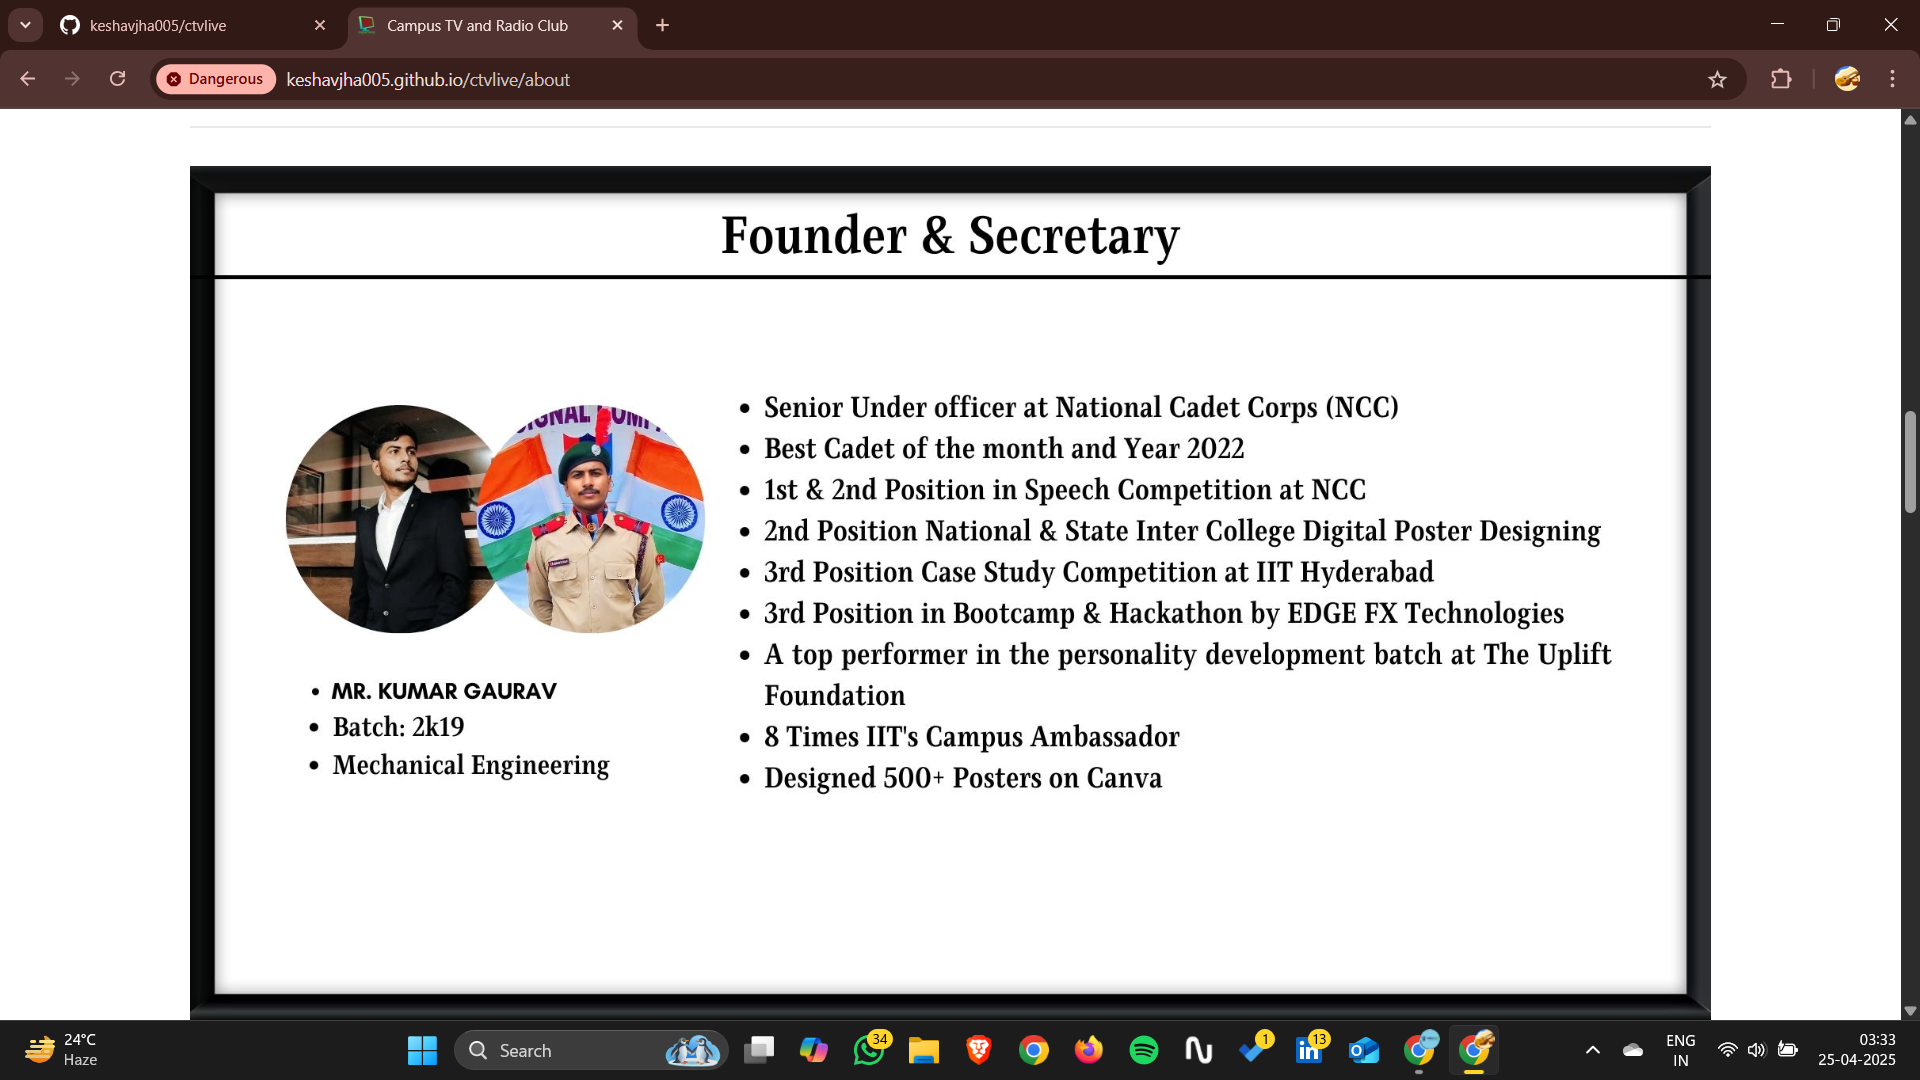 keshavjha005/ctvlive
Campus TV and Radio Club
Dangerous
keshavjha005.github.io/ctvlive/about
Founder & Secretary
MR. KUMAR GAURAV
Batch: 2k19
Mechanical Engineering
Senior Under officer at National Cadet Corps (NCC)
Best Cadet of the month and Year 2022
1st & 2nd Position in Speech Competition at NCC
2nd Position National & State Inter College Digital Poster Designing
3rd Position Case Study Competition at IIT Hyderabad
3rd Position in Bootcamp & Hackathon by EDGE FX Technologies
A top performer in the personality development batch at The Uplift
Foundation
8 Times IIT's Campus Ambassador
Designed 500+ Posters on Canva
24°C
Haze
Search
34
1
13
ENG
IN
03:33
25-04-2025